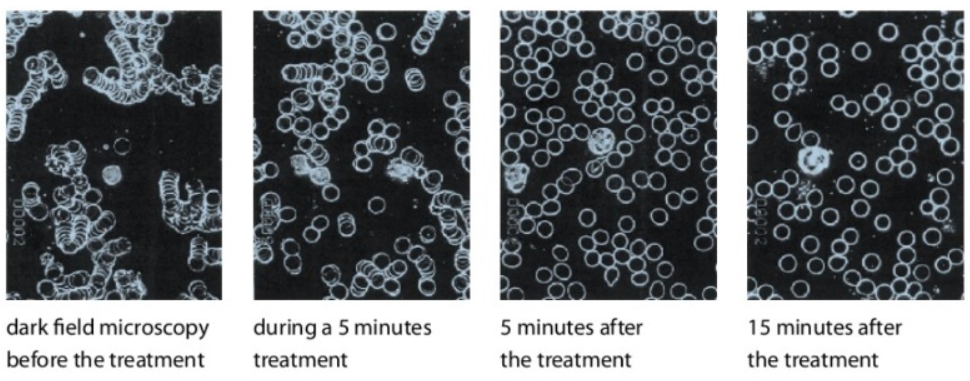 dark field microscopy
before the treatment
during a 5 minutes
treatment
5 minutes after
the treatment
15 minutes after
the treatment